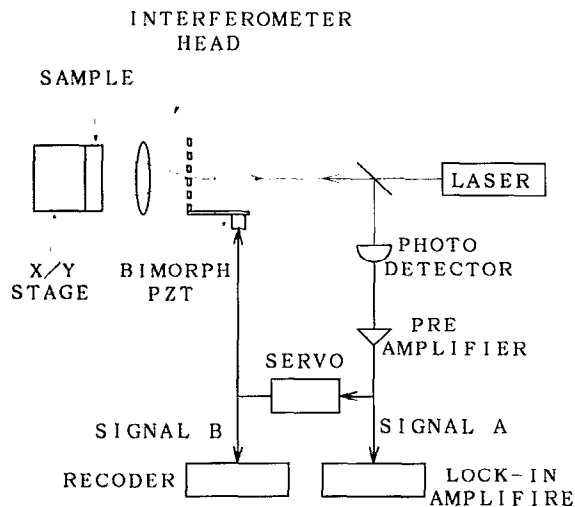 INTERFEROMETER
HEAD
SAMPLE
LASER
X/Y
STAGE
BIMORPH
PZT
PHOTO
DETECTOR
PRE
AMPLIFIER
SERVO
SIGNAL B
SIGNAL A
RECODER
LOCK-IN
AMPLIFIRE